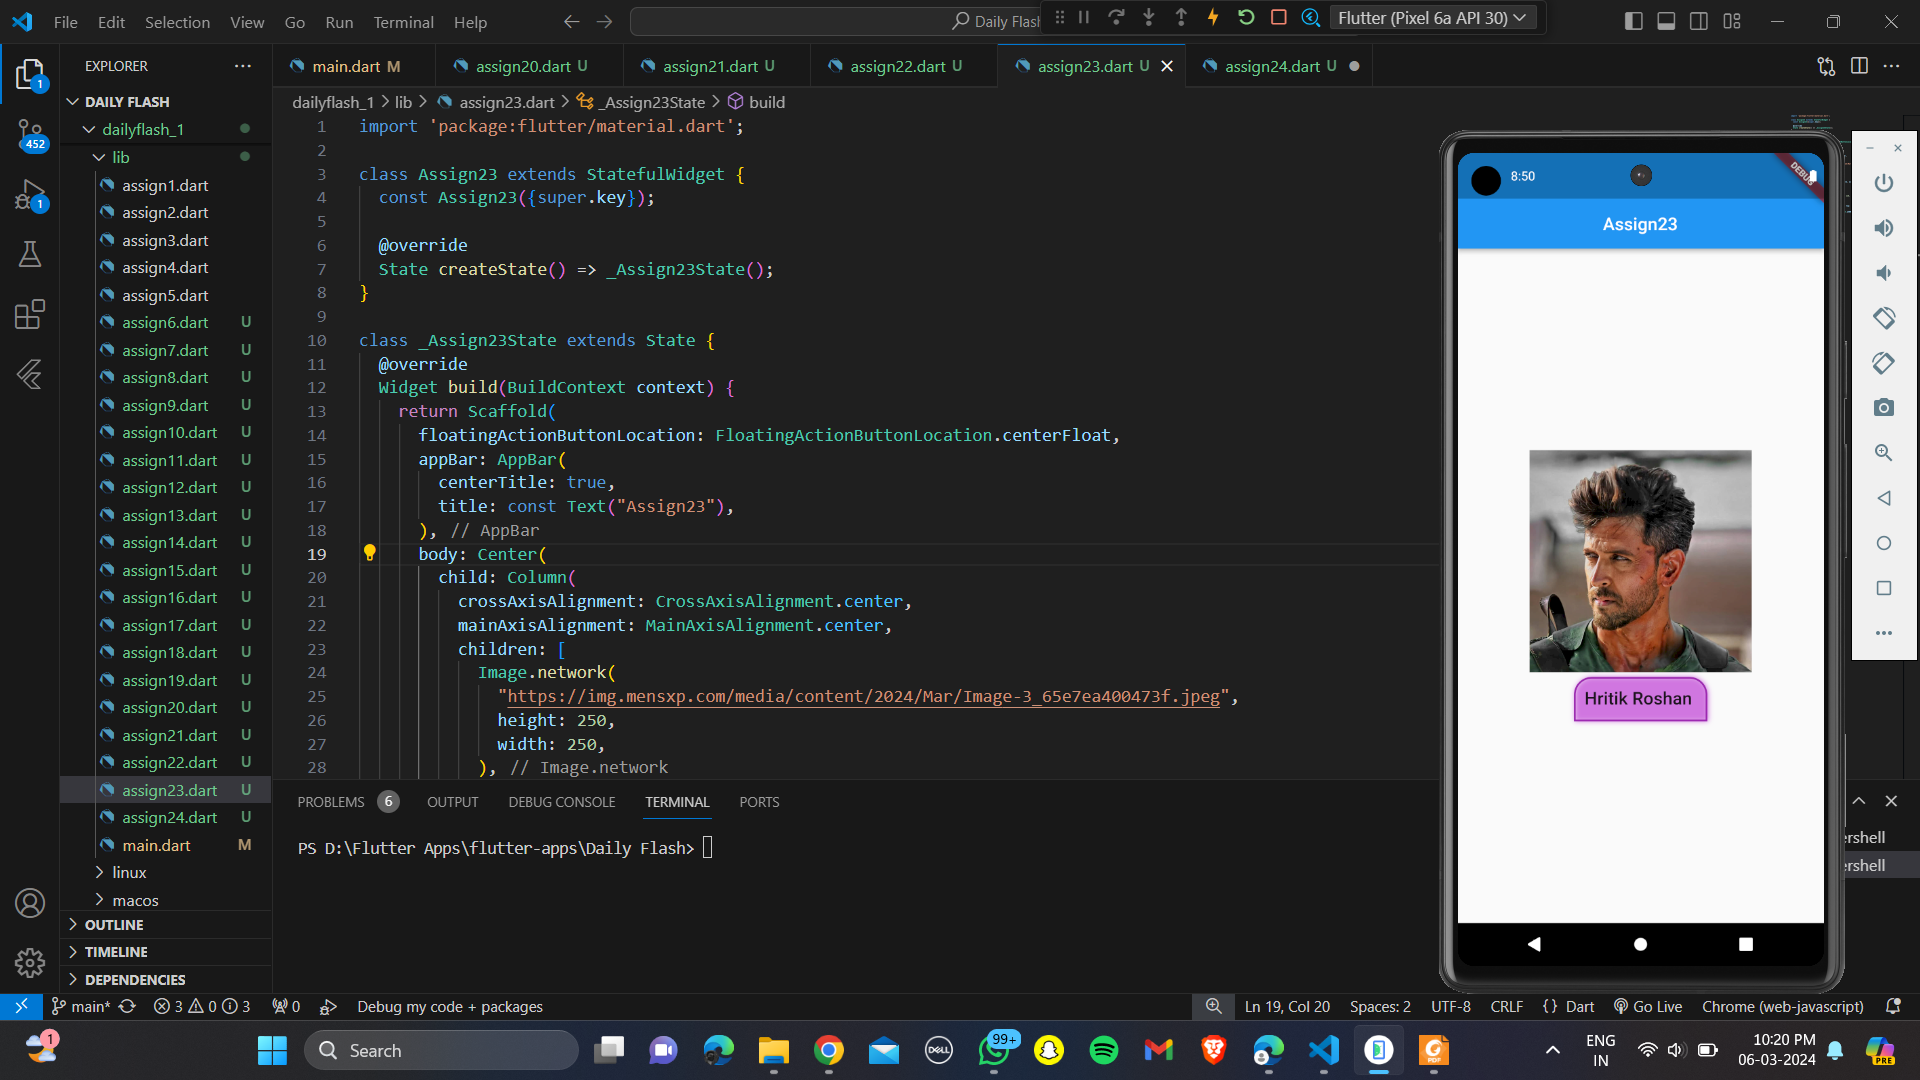 File Edit Selection View Go Run Terminal Help
Daily Flash
Flutter (Pixel 6a API 30)
EXPLORER
DAILY FLASH
dailyflash_1
lib
assign1.dart
assign2.dart
assign3.dart
assign4.dart
assign5.dart
assign6.dart U
assign7.dart U
assign8.dart U
assign9.dart U
assign10.dart U
assign11.dart U
assign12.dart U
assign13.dart U
assign14.dart U
assign15.dart U
assign16.dart U
assign17.dart U
assign18.dart U
assign19.dart U
assign20.dart U
assign21.dart U
assign22.dart U
assign23.dart U
assign24.dart U
main.dart M
linux
macos
OUTLINE
TIMELINE
DEPENDENCIES
1
452
1
main.dart M assign20.dart U assign21.dart U assign22.dart U assign23.dart U assign24.dart U
dailyflash_1 > lib > assign23.dart > _Assign23State > build
1 import 'package:flutter/material.dart';
2
3 class Assign23 extends StatefulWidget {
4 const Assign23({super.key});
5
6 @override
7 State createState() => _Assign23State();
8 }
9
10 class _Assign23State extends State {
11 @override
12 Widget build(BuildContext context) {
13 return Scaffold(
14 floatingActionButtonLocation: FloatingActionButtonLocation.centerFloat,
15 appBar: AppBar(
16 centerTitle: true,
17 title: const Text("Assign23"),
18 ), // AppBar
19 body: Center(
20 child: Column(
21 crossAxisAlignment: CrossAxisAlignment.center,
22 mainAxisAlignment: MainAxisAlignment.center,
23 children: [
24 Image.network(
25 "https://img.mensxp.com/media/content/2024/Mar/Image-3_65e7ea400473f.jpeg",
26 height: 250,
27 width: 250,
28 ), // Image.network
PROBLEMS 6 OUTPUT DEBUG CONSOLE TERMINAL PORTS
PS D:\Flutter Apps\flutter-apps\Daily Flash>
ershell
ershell
8:50
DEBUG
Assign23
Hritik Roshan
main* 3 0 3 0 Debug my code + packages
Ln 19, Col 20 Spaces: 2 UTF-8 CRLF {} Dart Go Live Chrome (web-javascript)
1
Search
DELL
99+
ENG
IN
10:20 PM
06-03-2024
PRE